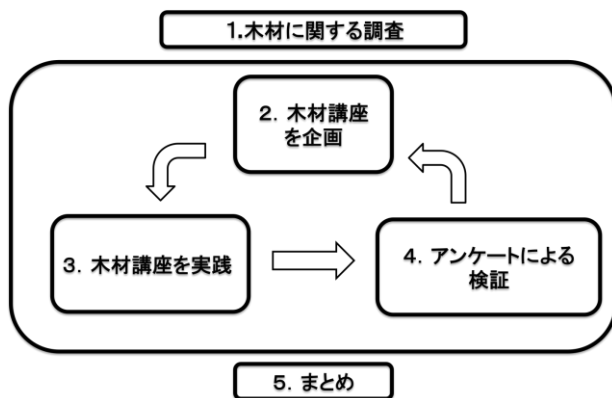 1.木材に関する調査
2．木材講座
を企画
3．木材講座を実践
4．アンケートによる
検証
5．まとめ